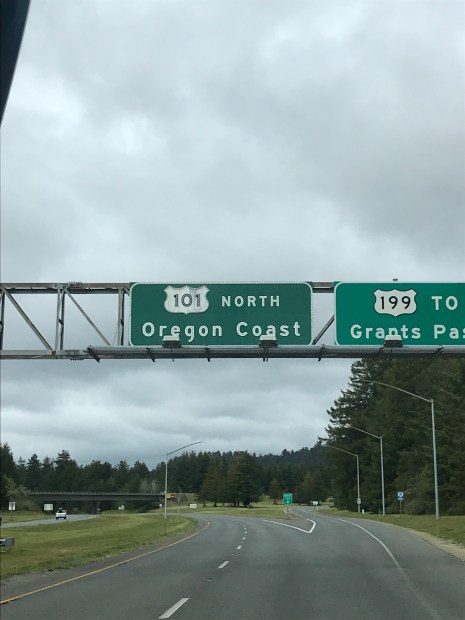 101 NORTH
Oregon Coast
199 TO
Grants Pas